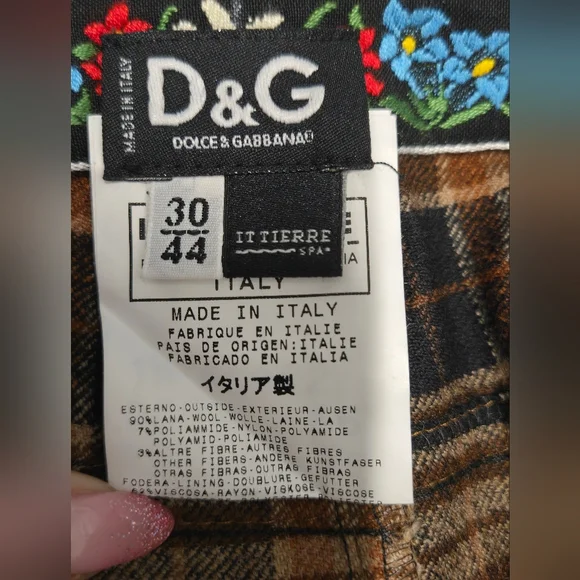 MADE IN ITALY
D&G
DOLCE & GABBANA®
30
44
ITTIERRE
SPA
ITALY
MADE IN ITALY
FABRIQUE EN ITALIE
PAIS DE ORIGEN:ITALIE
FABRICADO EN ITALIA
イタリア製
ESTERNO-OUTSIDE-EXTERIEUR-AUSEN
90%LANA-WOOL-WOLLE-LAINE-LA
7%POLIAMMIDE-NYLON-POLYAMIDE
POLYAMID-POLIAMIDE
3%ALTRE FIBRE-AUTRES FIBRES
OTHER FIBERS-ANDERE KUNSTFASER
OTRAS FIBRAS-OUTRAS FIBRAS
FODERA-LINING-DOUBLURE-GEFUTTER
VISCOSA-RAYON-VISKOSE-VISCOSE